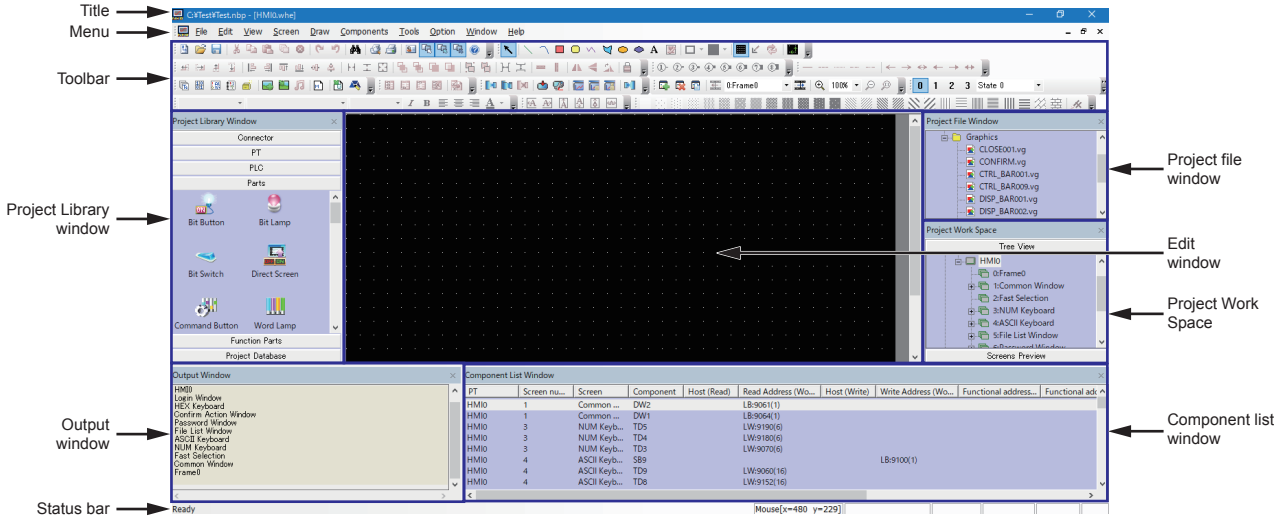 Title
C:¥Test¥Test.nbp - [HMI0.whe]
Menu
File Edit View Screen Draw Components Tools Option Window Help
Toolbar
0:Frame0
100%
0 1 2 3 State 0
Project Library Window
Connector
PT
PLC
Parts
Bit Button Bit Lamp
Bit Switch Direct Screen
Command Button Word Lamp
Function Parts
Project Database
Project Library
window
Project File Window
Graphics
CLOSE001.vg
CONFIRM.vg
CTRL_BAR001.vg
CTRL_BAR009.vg
DISP_BAR001.vg
DISP_BAR002.vg
Project file
window
Edit
window
Project Work Space
Tree View
HMI0
0:Frame0
1:Common Window
2:Fast Selection
3:NUM Keyboard
4:ASCII Keyboard
5:File List Window
6:Password Window
Screens Preview
Project Work
Space
Output Window
HMI0
Login Window
HEX Keyboard
Confirm Action Window
Password Window
File List Window
ASCII Keyboard
NUM Keyboard
Fast Selection
Common Window
Frame0
Output
window
Component List Window
PT Screen nu... Screen Component Host (Read) Read Address (Wo... Host (Write) Write Address (Wo... Functional address... Functional add
HMI0 1 Common ... DW2 LB:9061(1)
HMI0 1 Common ... DW1 LB:9064(1)
HMI0 3 NUM Keyb... TD5 LW:9190(6)
HMI0 3 NUM Keyb... TD4 LW:9180(6)
HMI0 3 NUM Keyb... TD3 LW:9070(6)
HMI0 4 ASCII Keyb... SB9 LB:9100(1)
HMI0 4 ASCII Keyb... TD9 LW:9060(16)
HMI0 4 ASCII Keyb... TD8 LW:9152(16)
Component list
window
Status bar
Ready
Mouse[x=480 y=229]